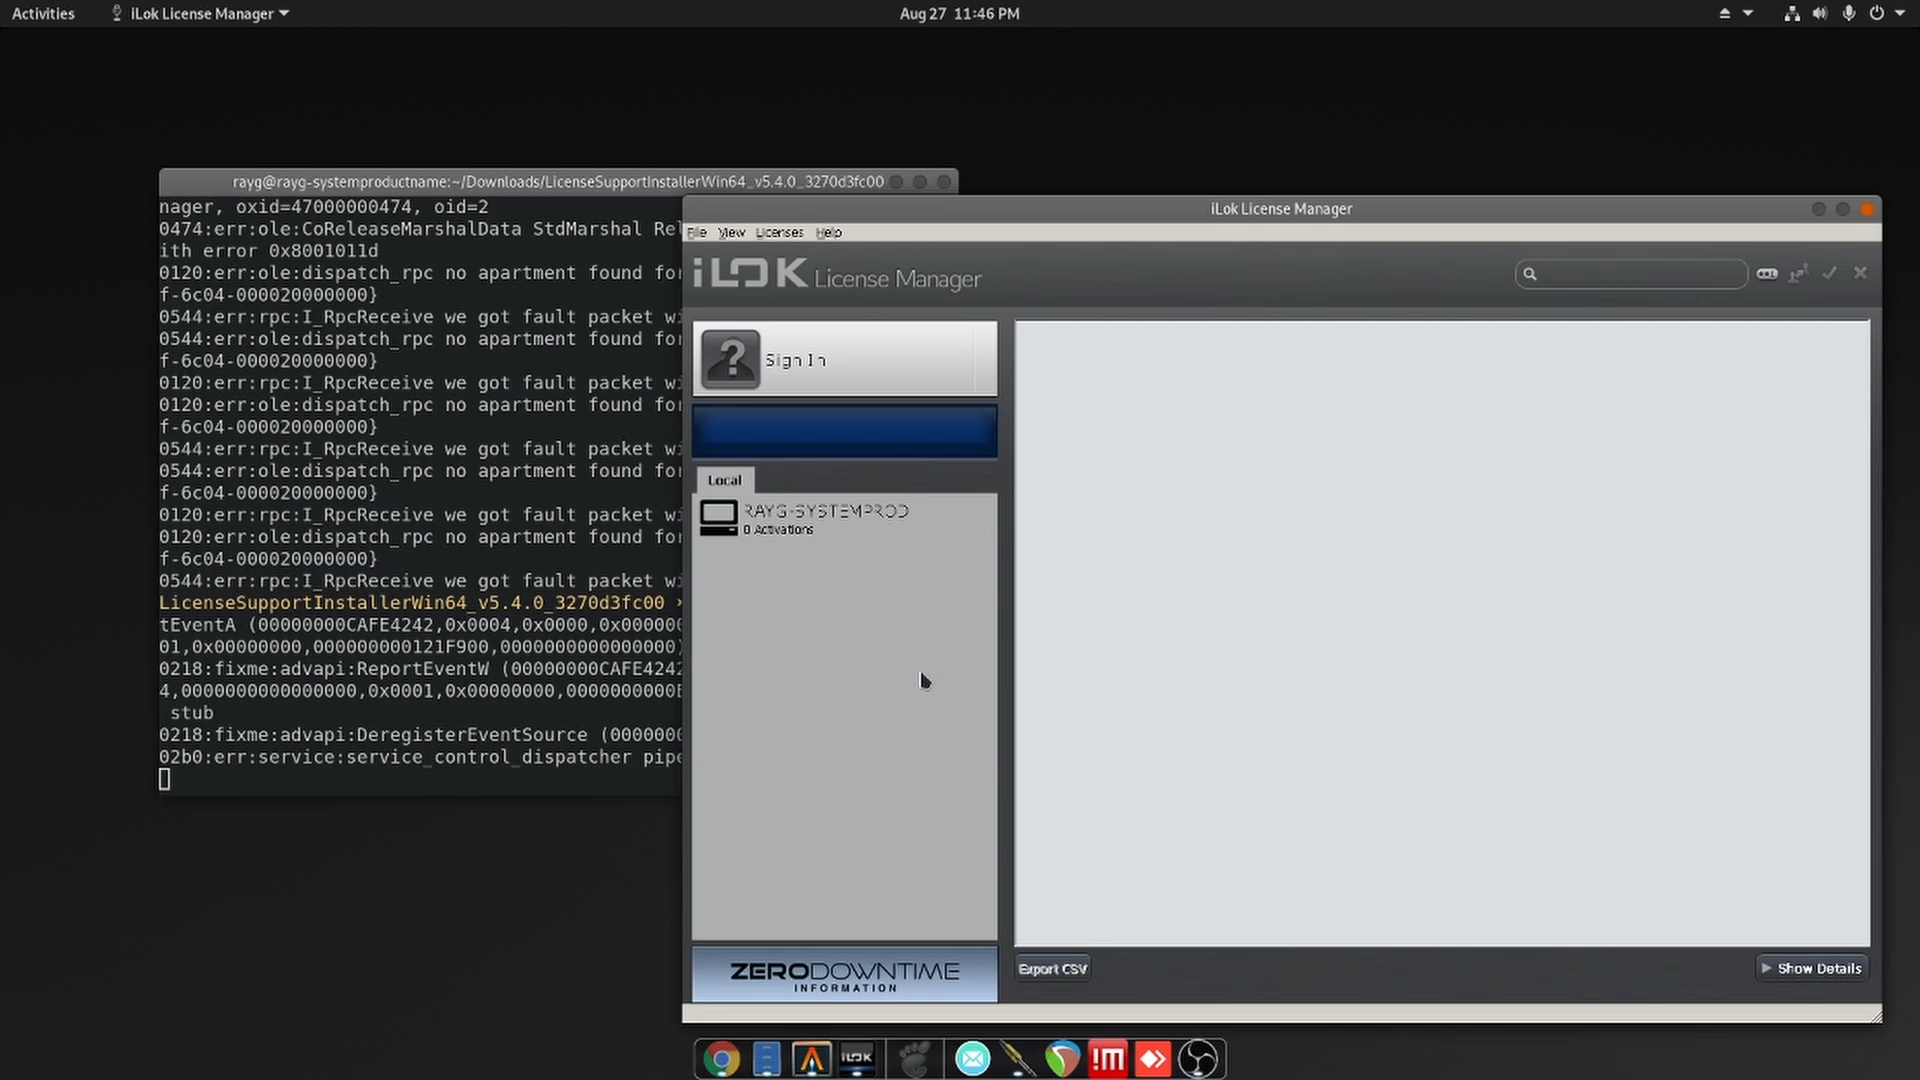 Activities
iLok License Manager
Aug 27 11:46 PM
rayg@rayg-systemproductname:~/Downloads/LicenseSupportInstallerWin64_v5.4.0_3270d3fc00
nager, oxid=47000000474, oid=2
0474:err:ole:CoReleaseMarshalData StdMarshal Rel
ith error 0x8001011d
0120:err:ole:dispatch_rpc no apartment found for
f-6c04-000020000000}
0544:err:rpc:I_RpcReceive we got fault packet wi
0544:err:ole:dispatch_rpc no apartment found for
f-6c04-000020000000}
0120:err:rpc:I_RpcReceive we got fault packet wi
0120:err:ole:dispatch_rpc no apartment found for
f-6c04-000020000000}
0544:err:rpc:I_RpcReceive we got fault packet wi
0544:err:ole:dispatch_rpc no apartment found for
f-6c04-000020000000}
0120:err:rpc:I_RpcReceive we got fault packet wi
0120:err:ole:dispatch_rpc no apartment found for
f-6c04-000020000000}
0544:err:rpc:I_RpcReceive we got fault packet wi
LicenseSupportInstallerWin64_v5.4.0_3270d3fc00
tEventA (00000000CAFE4242,0x0004,0x0000,0x000000
01,0x00000000,000000000121F900,0000000000000000)
0218:fixme:advapi:ReportEventW (00000000CAFE4242
4,0000000000000000,0x0001,0x00000000,0000000000E
stub
0218:fixme:advapi:DeregisterEventSource (0000000
02b0:err:service:service_control_dispatcher pipe
iLok License Manager
File View Licenses Help
iLOK License Manager
Sign In
Local
RAYG-SYSTEMPROD
0 Activations
ZERODOWNTIME
INFORMATION
Export CSV
Show Details
iLOK
!M